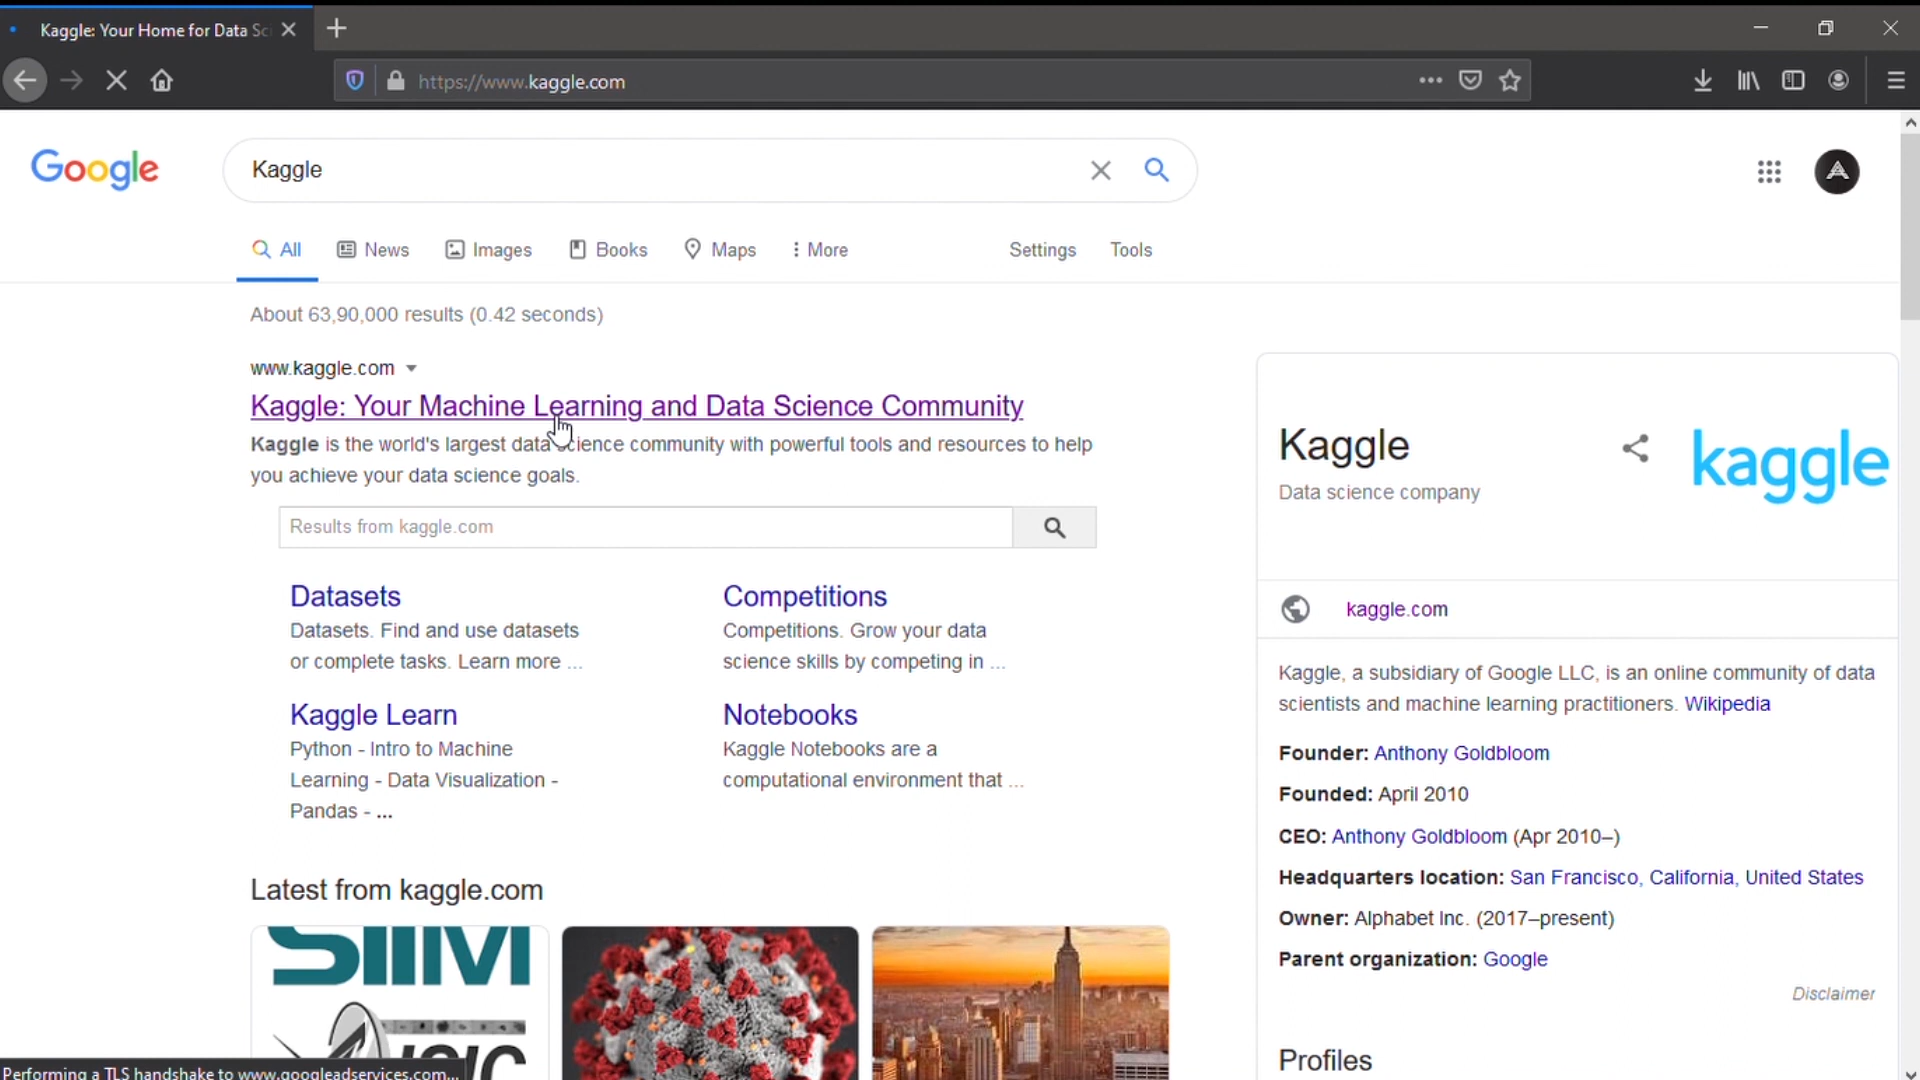 Kaggle: Your Home for Data Sc
https://www.kaggle.com
Google
Kaggle
All News Images Books Maps More Settings Tools
About 63,90,000 results (0.42 seconds)
www.kaggle.com
Kaggle: Your Machine Learning and Data Science Community
Kaggle is the world's largest data science community with powerful tools and resources to help
you achieve your data science goals.
Results from kaggle.com
Datasets
Datasets. Find and use datasets
or complete tasks. Learn more ...
Competitions
Competitions. Grow your data
science skills by competing in ...
Kaggle Learn
Python - Intro to Machine
Learning - Data Visualization -
Pandas - ...
Notebooks
Kaggle Notebooks are a
computational environment that ...
Latest from kaggle.com
SIIM
ISIC
Kaggle
Data science company
kaggle
kaggle.com
Kaggle, a subsidiary of Google LLC, is an online community of data
scientists and machine learning practitioners. Wikipedia
Founder: Anthony Goldbloom
Founded: April 2010
CEO: Anthony Goldbloom (Apr 2010–)
Headquarters location: San Francisco, California, United States
Owner: Alphabet Inc. (2017–present)
Parent organization: Google
Disclaimer
Profiles
Performing a TLS handshake to www.googleadservices.com...